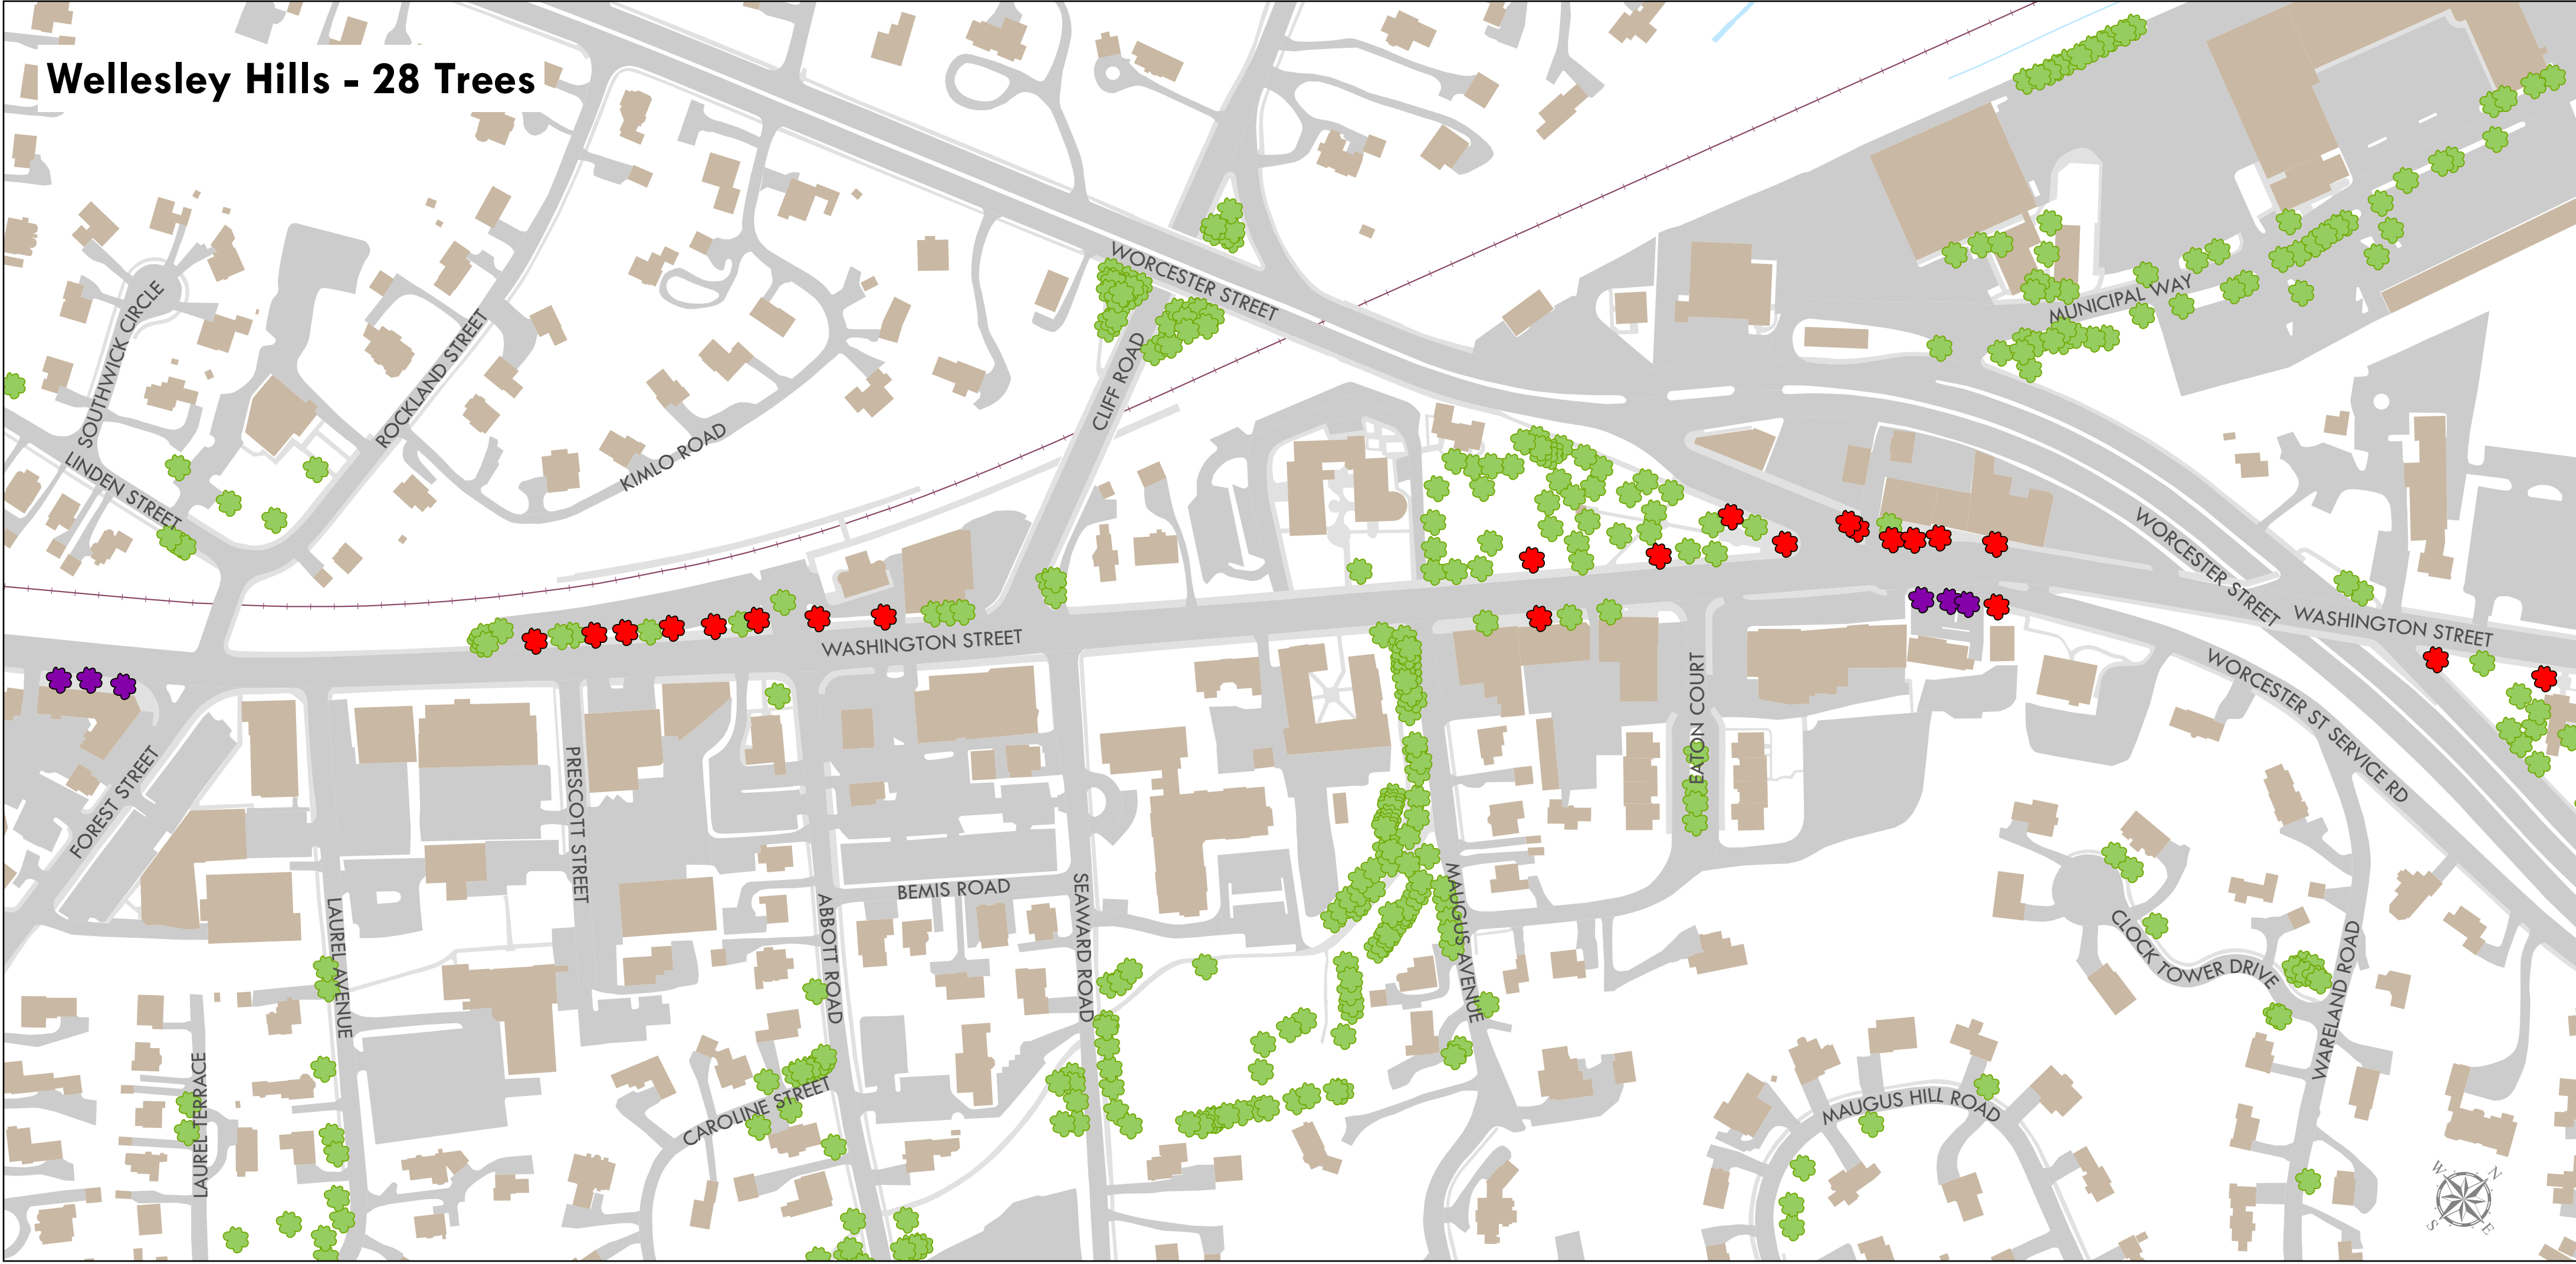 Wellesley Hills - 28 Trees
WORCESTER STREET
MUNICIPAL WAY
SOUTHWICK CIRCLE
ROCKLAND STREET
CLIFF ROAD
KIMLO ROAD
LINDEN STREET
WORCESTER STREET
WASHINGTON STREET
WASHINGTON STREET
WORCESTER ST SERVICE RD
EATON COURT
FOREST STREET
PRESCOTT STREET
BEMIS ROAD
LAUREL AVENUE
ABBOTT ROAD
SEAWARD ROAD
MAUGUS AVENUE
CLOCK TOWER DRIVE
WARELAND ROAD
LAUREL TERRACE
CAROLINE STREET
MAUGUS HILL ROAD
W N
S E